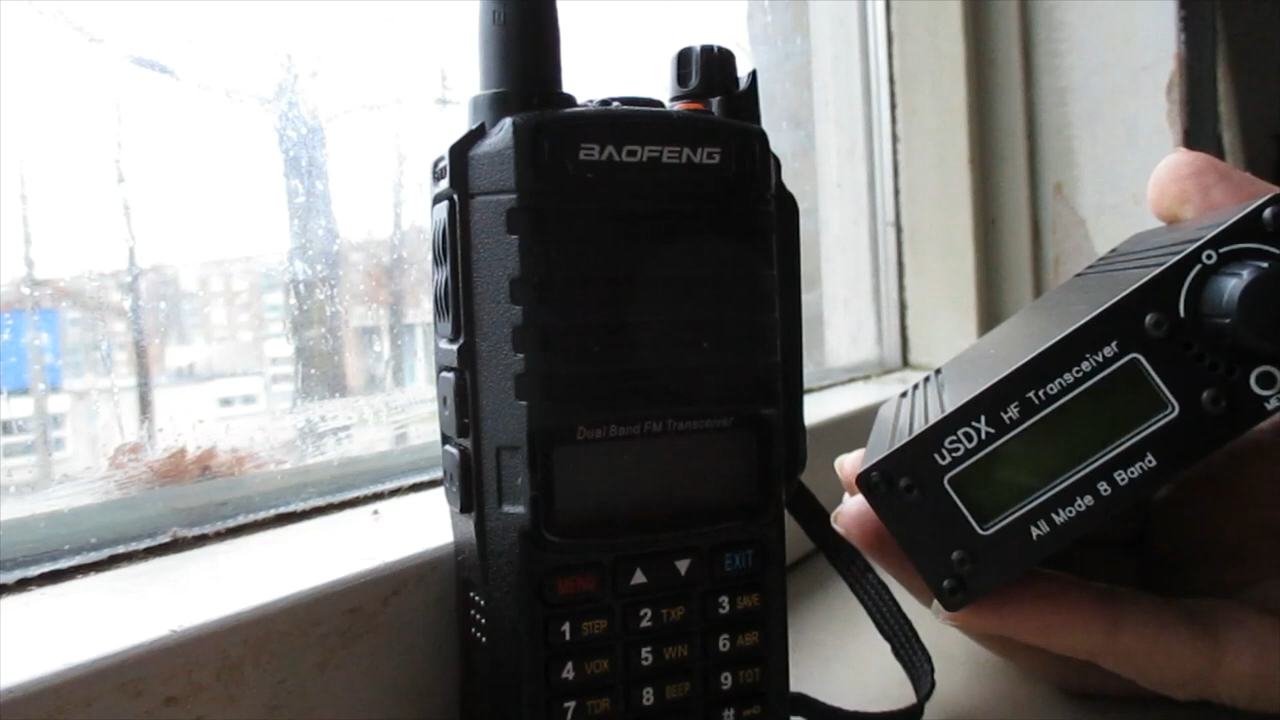 BAOFENG
Dual Band FM Transceiver
MENU ▲ ▼ EXIT
1 STEP 2 TXP 3 SAVE
4 VOX 5 WN 6 ABR
7 TDR 8 BEEP 9 TOT
#
uSDX HF Transceiver
All Mode 8 Band